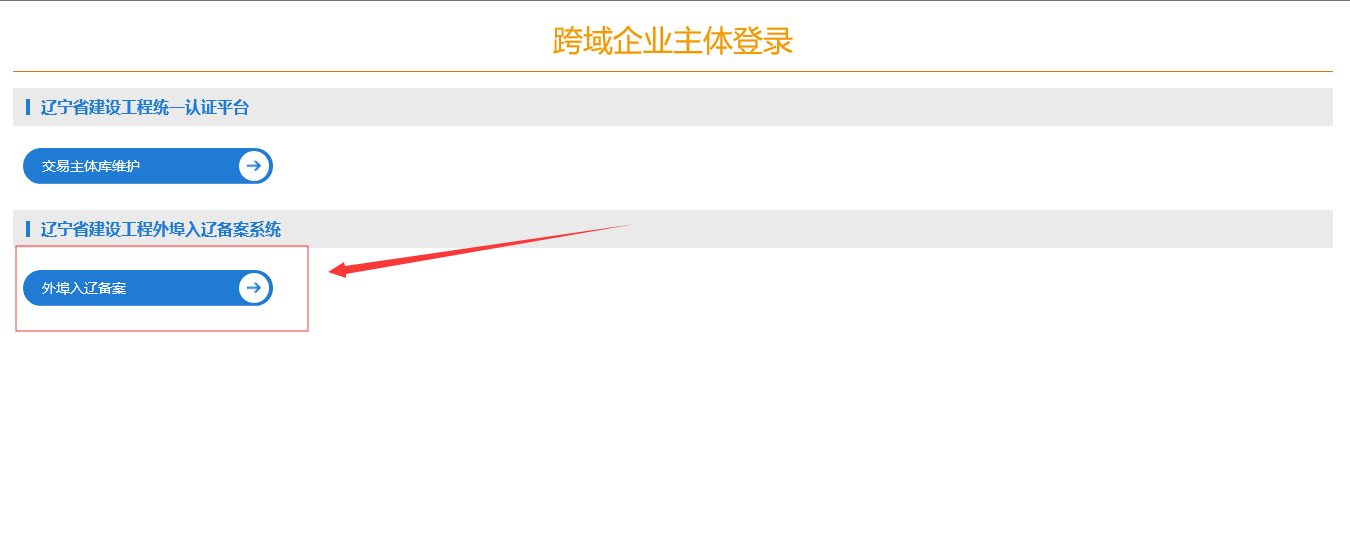 跨域企业主体登录
辽宁省建设工程统一认证平台
交易主体库维护
辽宁省建设工程外埠入辽备案系统
外埠入辽备案